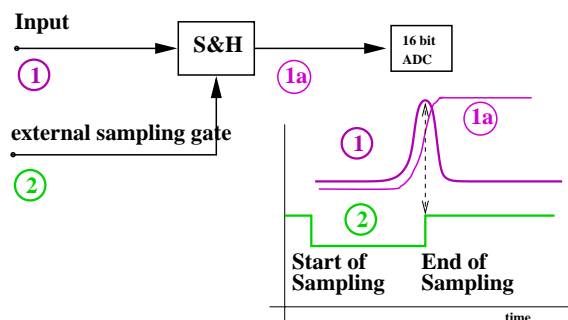 Input
S&H
16 bit
ADC
1
1a
external sampling gate
2
1
1a
2
Start of
Sampling
End of
Sampling
time